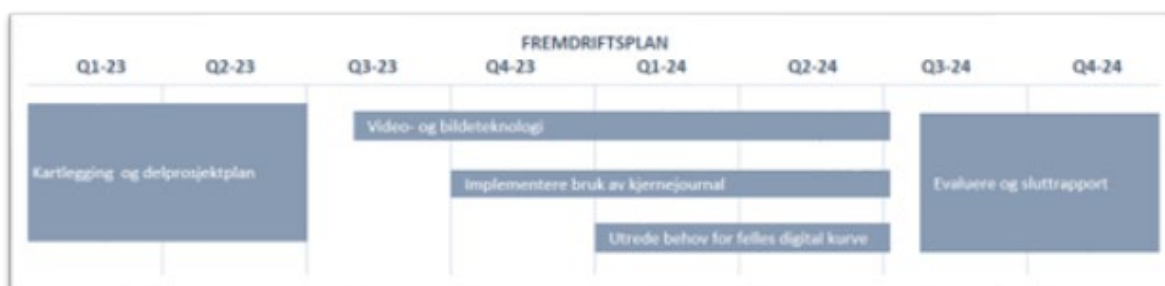 FREMDRIFTSPLAN
Q1-23 Q2-23 Q3-23 Q4-23 Q1-24 Q2-24 Q3-24 Q4-24
Video- og bildeteknologi
Kartlegging og delprosjektplan
Implementere bruk av kjernejournal
Evaluere og sluttrapport
Utrede behov for felles digital kurve